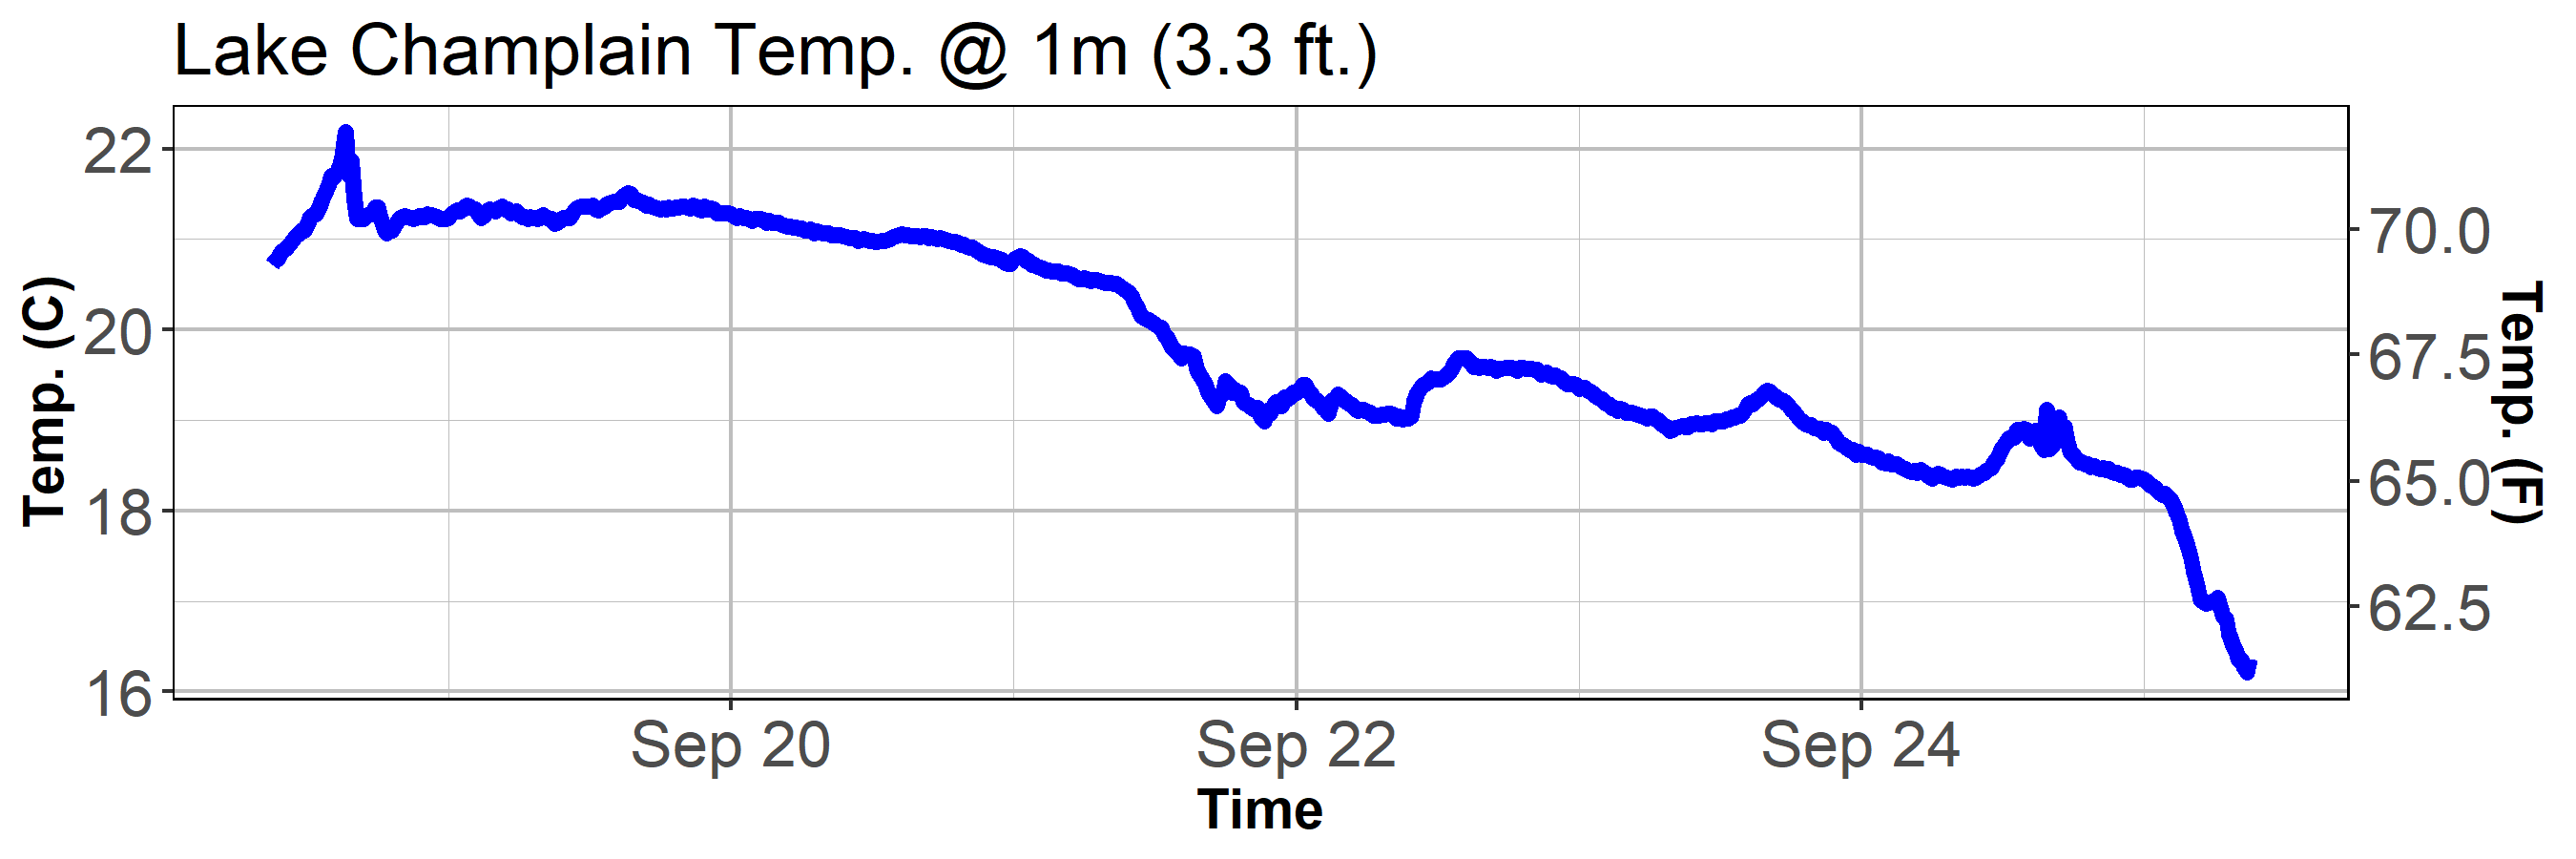 Lake Champlain Temp. @ 1m (3.3 ft.)
22
20
18
16
Temp. (C)
70.0
67.5
65.0
62.5
Temp. (F)
Sep 20
Sep 22
Sep 24
Time